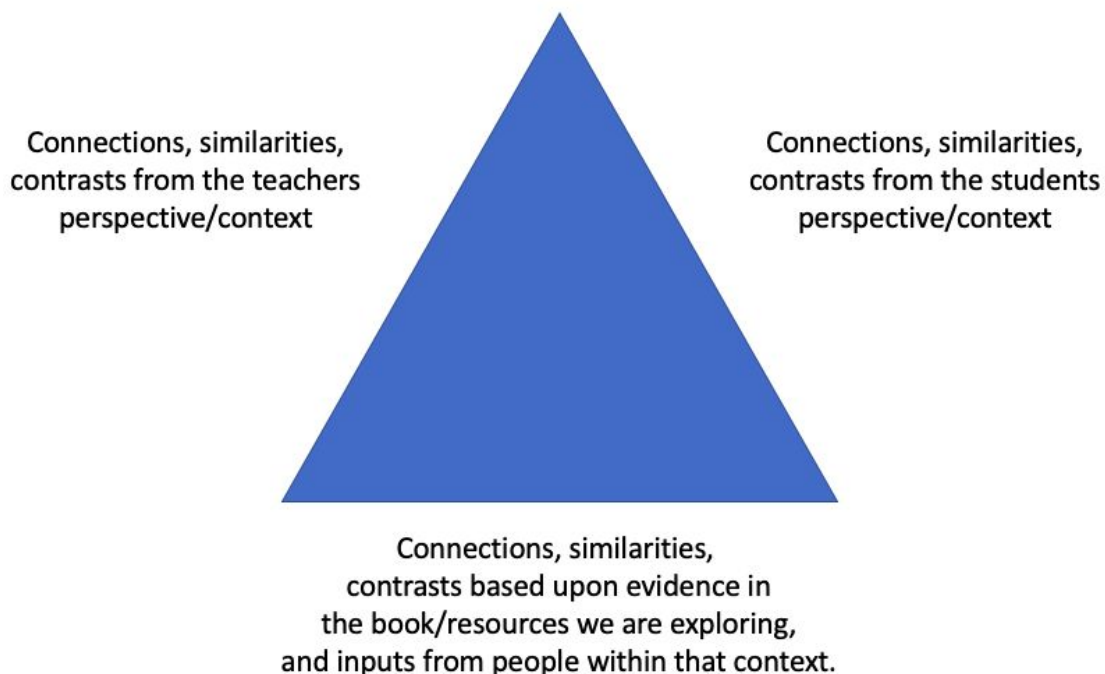 Connections, similarities,
contrasts from the teachers
perspective/context
Connections, similarities,
contrasts from the students
perspective/context
Connections, similarities,
contrasts based upon evidence in
the book/resources we are exploring,
and inputs from people within that context.